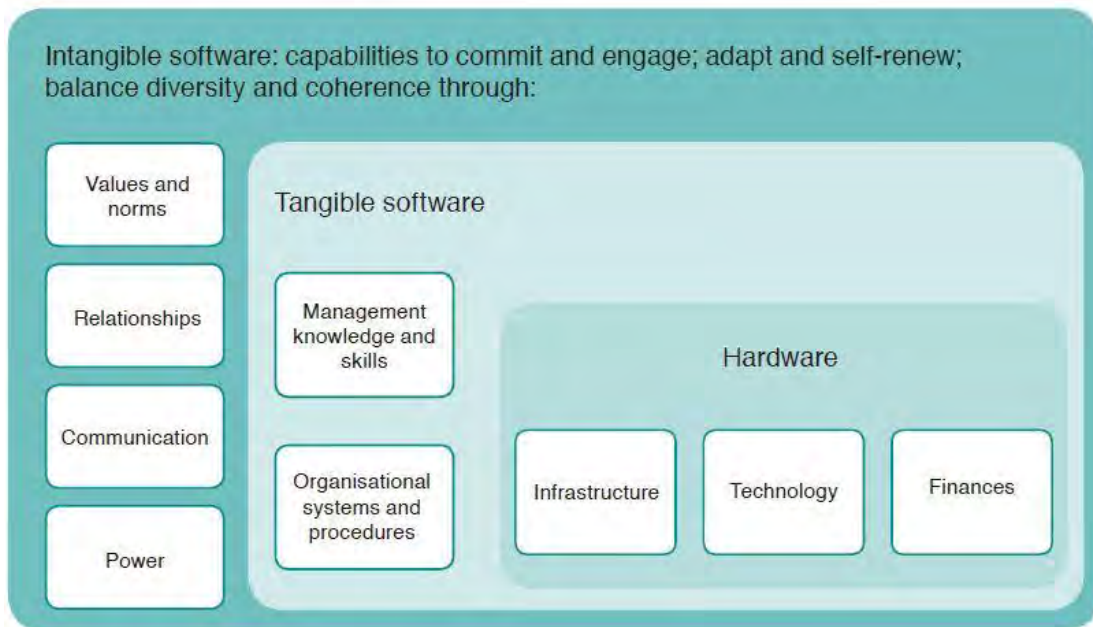 Intangible software: capabilities to commit and engage; adapt and self-renew;
balance diversity and coherence through:
Values and
norms
Relationships
Communication
Power
Tangible software
Management
knowledge and
skills
Organisational
systems and
procedures
Hardware
Infrastructure
Technology
Finances